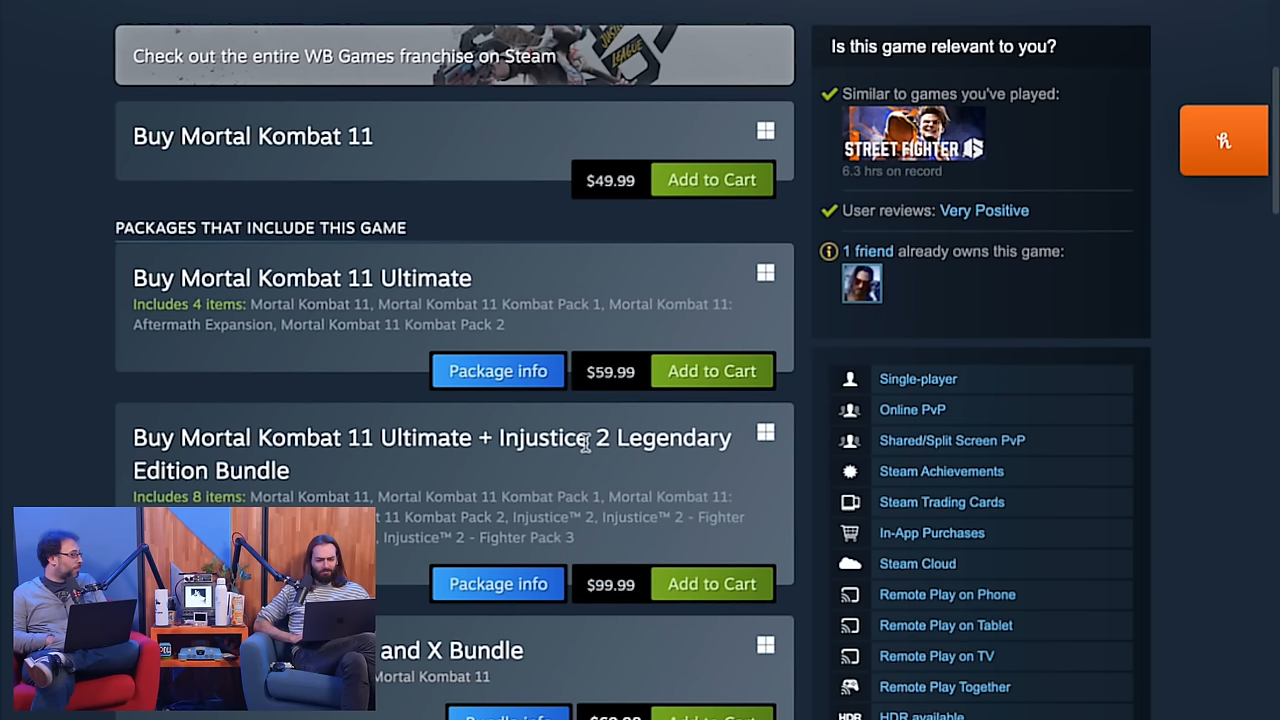 Check out the entire WB Games franchise on Steam
JUSTICE
LEAGUE
Buy Mortal Kombat 11
$49.99
Add to Cart
PACKAGES THAT INCLUDE THIS GAME
Buy Mortal Kombat 11 Ultimate
Includes 4 items: Mortal Kombat 11, Mortal Kombat 11 Kombat Pack 1, Mortal Kombat 11:
Aftermath Expansion, Mortal Kombat 11 Kombat Pack 2
Package info
$59.99
Add to Cart
Buy Mortal Kombat 11 Ultimate + Injustice 2 Legendary
Edition Bundle
Includes 8 items: Mortal Kombat 11, Mortal Kombat 11 Kombat Pack 1, Mortal Kombat 11:
11 Kombat Pack 2, Injustice™ 2, Injustice™ 2 - Fighter
, Injustice™ 2 - Fighter Pack 3
Package info
$99.99
Add to Cart
and X Bundle
Mortal Kombat 11
Is this game relevant to you?
Similar to games you've played:
STREET FIGHTER 6
6.3 hrs on record
User reviews: Very Positive
1 friend already owns this game:
Single-player
Online PvP
Shared/Split Screen PvP
Steam Achievements
Steam Trading Cards
In-App Purchases
Steam Cloud
Remote Play on Phone
Remote Play on Tablet
Remote Play on TV
Remote Play Together
HDR available
h